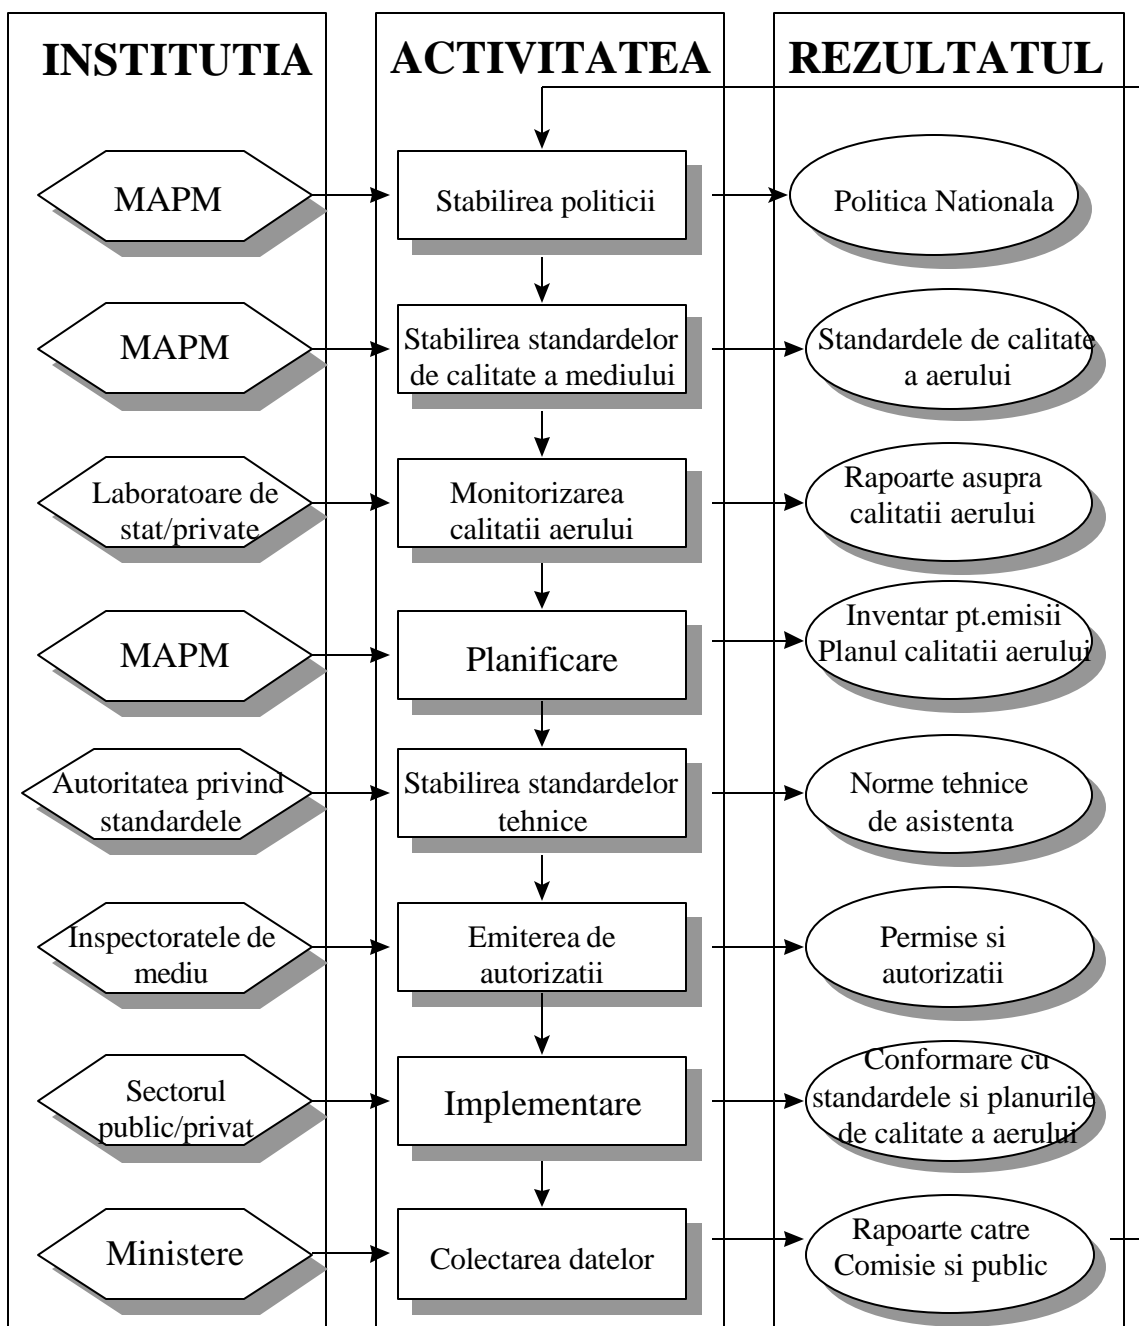 INSTITUTIA
ACTIVITATEA
REZULTATUL
MAPM
Stabilirea politicii
Politica Nationala
MAPM
Stabilirea standardelor
de calitate a mediului
Standardele de calitate
a aerului
Laboratoare de
stat/private
Monitorizarea
calitatii aerului
Rapoarte asupra
calitatii aerului
MAPM
Planificare
Inventar pt.emisii
Planul calitatii aerului
Autoritatea privind
standardele
Stabilirea standardelor
tehnice
Norme tehnice
de asistenta
Inspectoratele de
mediu
Emiterea de
autorizatii
Permise si
autorizatii
Sectorul
public/privat
Implementare
Conformare cu
standardele si planurile
de calitate a aerului
Ministere
Colectarea datelor
Rapoarte catre
Comisie si public